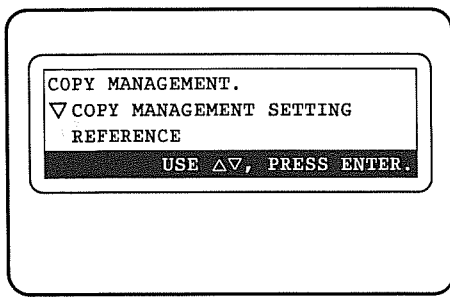 COPY MANAGEMENT.
▽ COPY MANAGEMENT SETTING
REFERENCE
USE △▽, PRESS ENTER.